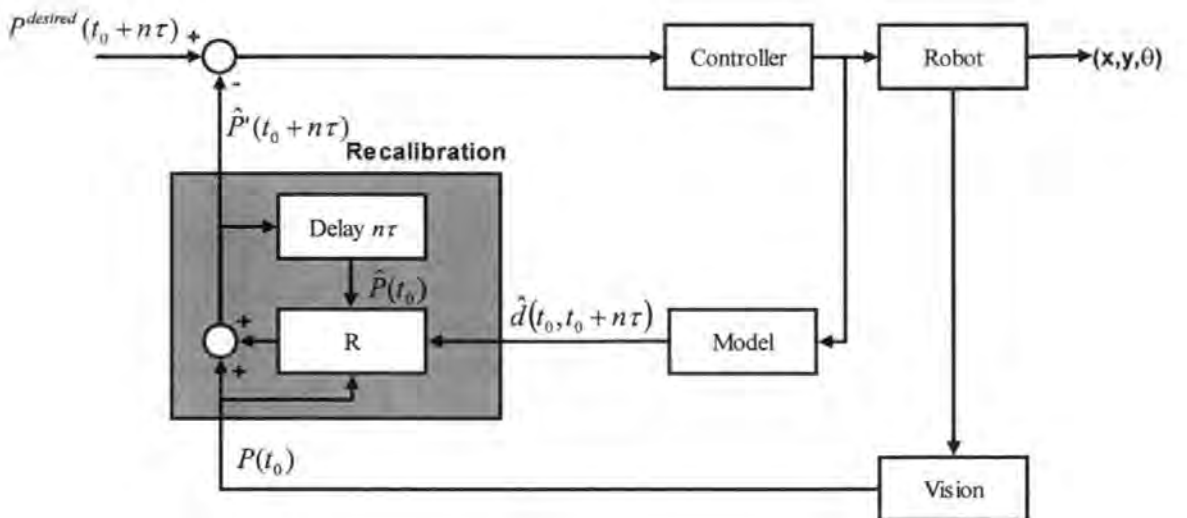 P^desired (t₀ + nτ)
+
-
Controller
Robot
(x,y,θ)
P̂'(t₀ + nτ)
Recalibration
Delay nτ
P̂(t₀)
d̂(t₀, t₀ + nτ)
+
R
Model
+
P(t₀)
Vision